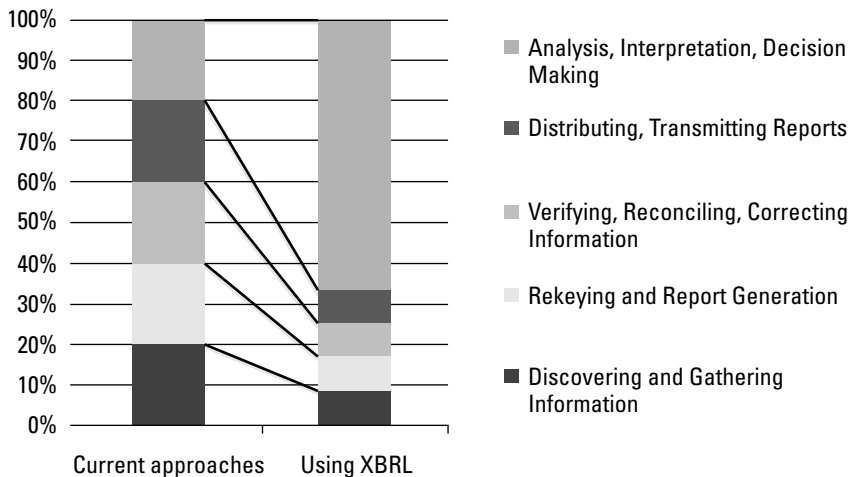 100%
90%
80%
70%
60%
50%
40%
30%
20%
10%
0%
Current approaches
Using XBRL
Analysis, Interpretation, Decision
Making
Distributing, Transmitting Reports
Verifying, Reconciling, Correcting
Information
Rekeying and Report Generation
Discovering and Gathering
Information